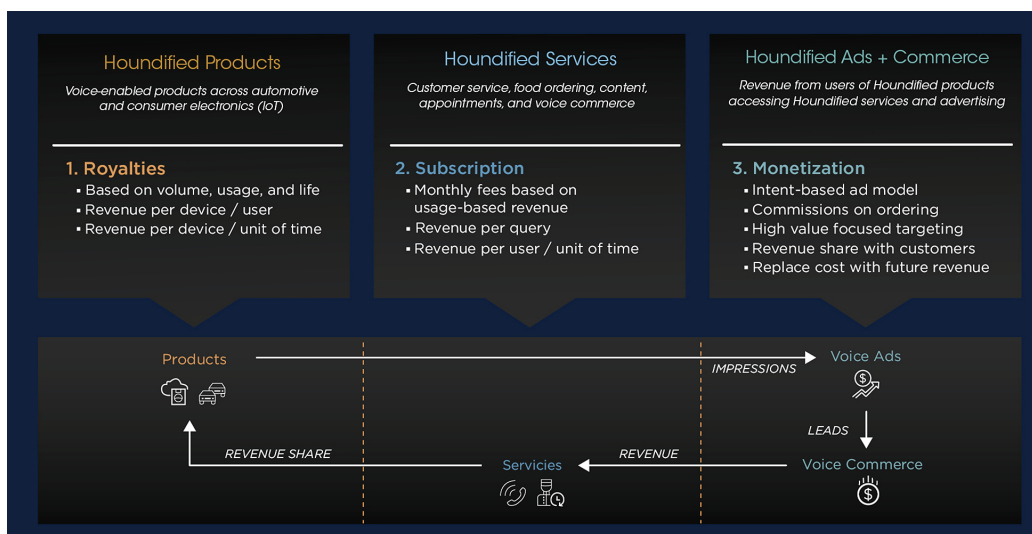 Houndified Products
Voice-enabled products across automotive
and consumer electronics (IoT)
1. Royalties
▪ Based on volume, usage, and life
▪ Revenue per device / user
▪ Revenue per device / unit of time
Houndified Services
Customer service, food ordering, content,
appointments, and voice commerce
2. Subscription
▪ Monthly fees based on
usage-based revenue
▪ Revenue per query
▪ Revenue per user / unit of time
Houndified Ads + Commerce
Revenue from users of Houndified products
accessing Houndified services and advertising
3. Monetization
▪ Intent-based ad model
▪ Commissions on ordering
▪ High value focused targeting
▪ Revenue share with customers
▪ Replace cost with future revenue
Products
IMPRESSIONS
Voice Ads
LEADS
REVENUE SHARE
Servicies
REVENUE
Voice Commerce